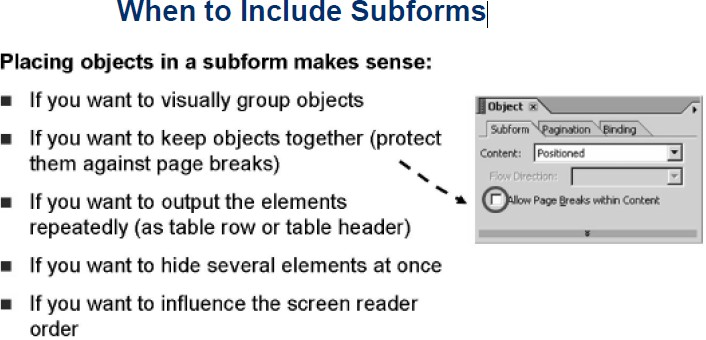 When to Include Subforms
Placing objects in a subform makes sense:
■ If you want to visually group objects
■ If you want to keep objects together (protect
them against page breaks)
■ If you want to output the elements
repeatedly (as table row or table header)
■ If you want to hide several elements at once
■ If you want to influence the screen reader
order
Object
Subform Pagination Binding
Content: Positioned
Flow Direction:
Allow Page Breaks within Content